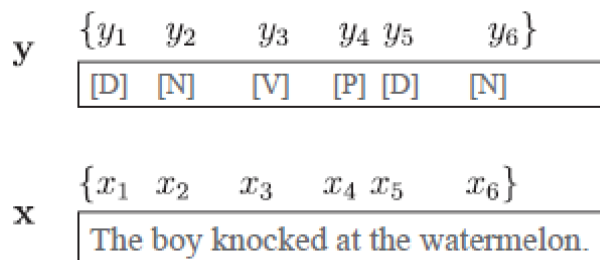 {y₁ y₂ y₃ y₄ y₅ y₆}
y
[D] [N] [V] [P] [D] [N]
{x₁ x₂ x₃ x₄ x₅ x₆}
x
The boy knocked at the watermelon.